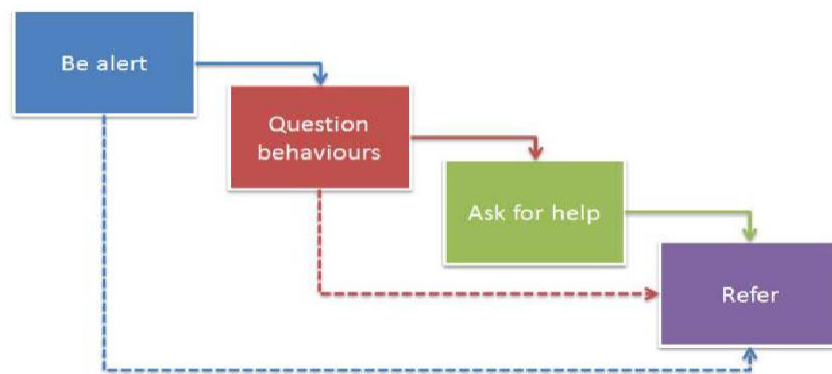 Be alert
Question
behaviours
Ask for help
Refer